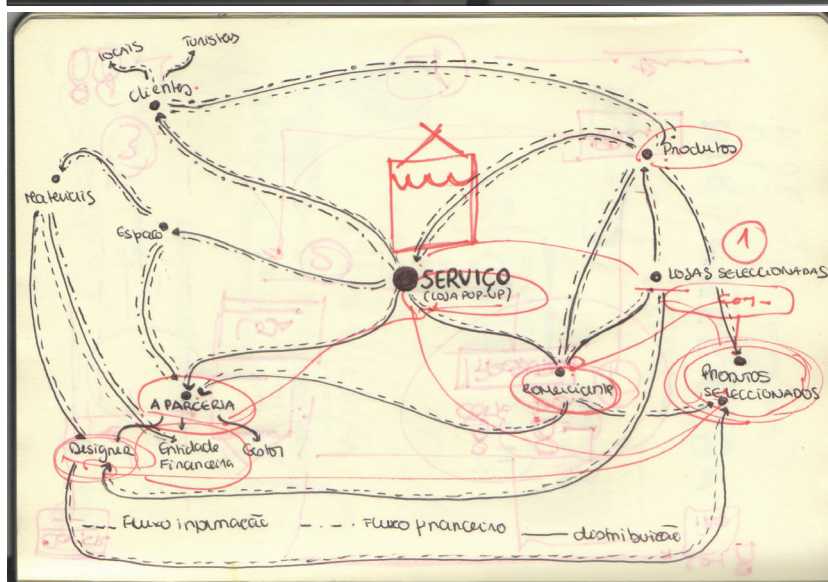 LOCAIS
TURISTAS
Clientes
Produtos
Materiais
Espaço
1
SERVIÇO
(LOJA POP-UP)
LOJAS SELECCIONADAS
com-
A PARCERIA
Comerciante
PRODUTOS
SELECCIONADOS
Designer
Entidade
Financeira
Gestor
--- Fluxo informação
-.-. Fluxo financeiro
—— distribuição